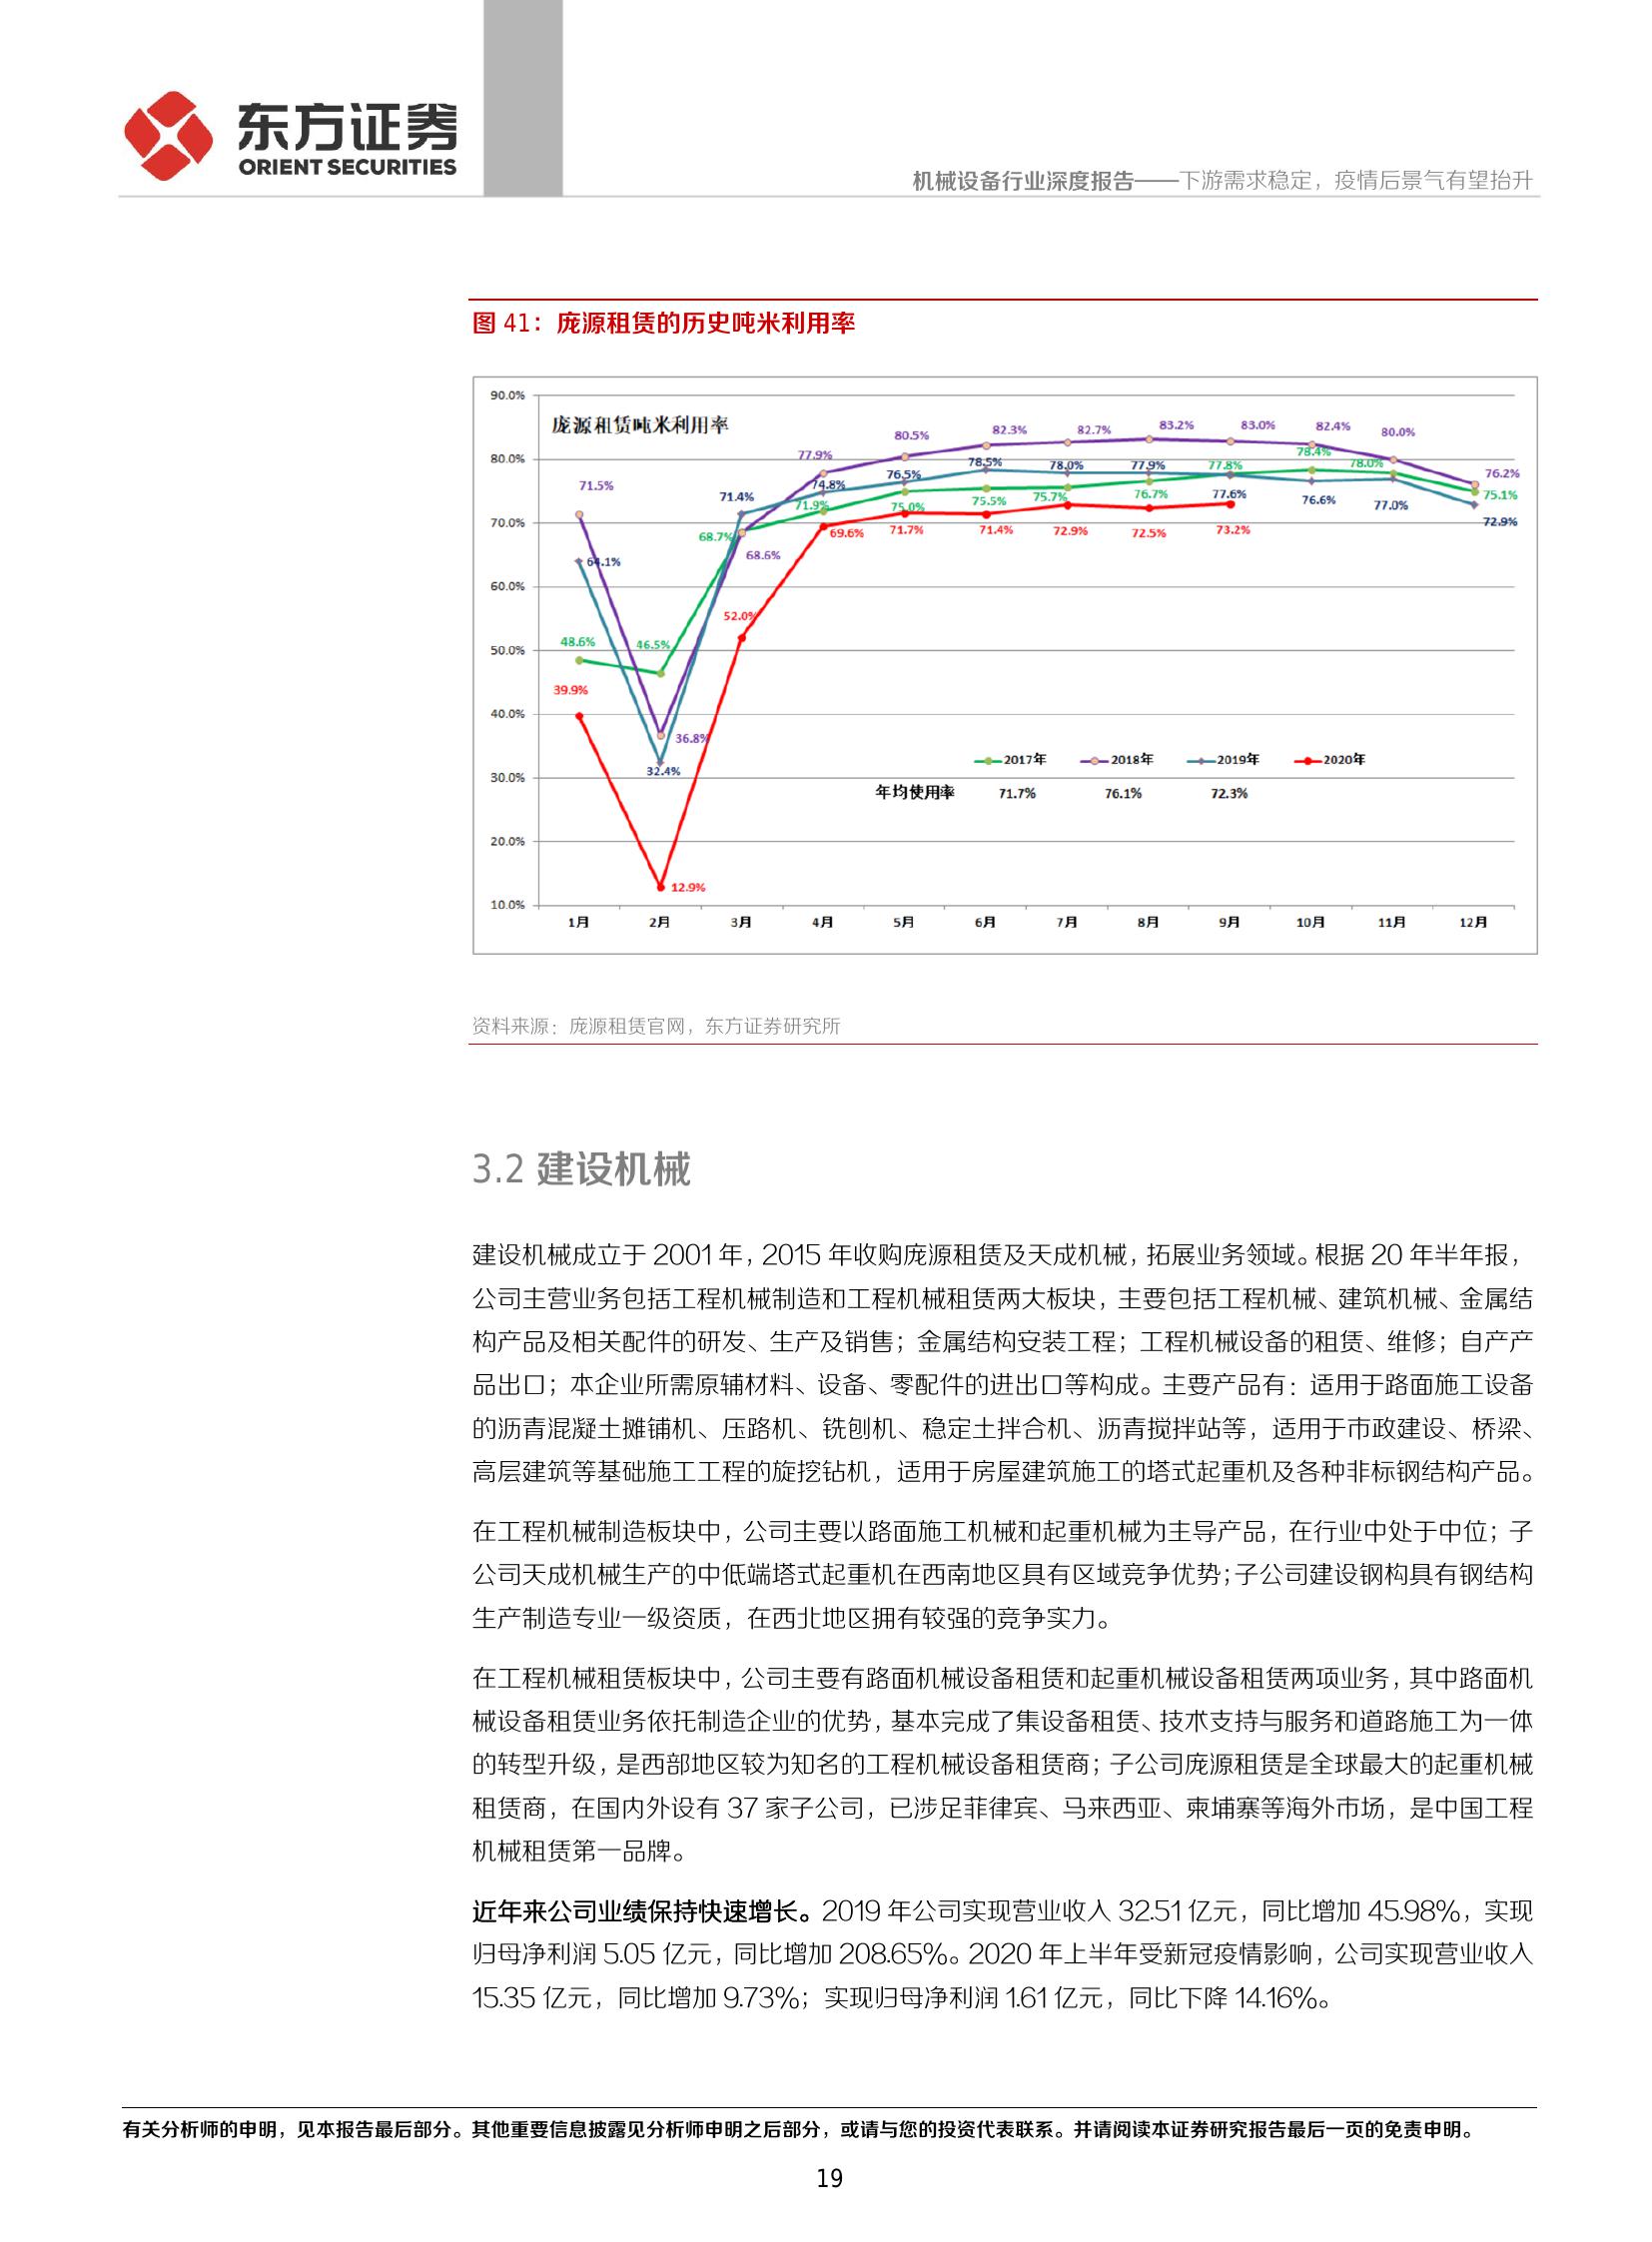 东方证券
ORIENT SECURITIES
机械设备行业深度报告——下游需求稳定，疫情后景气有望抬升
图 41：庞源租赁的历史吨米利用率
庞源租赁吨米利用率
90.0%
80.0%
70.0%
60.0%
50.0%
40.0%
30.0%
20.0%
10.0%
71.5% 36.8% 68.6% 77.9% 80.5% 82.3% 82.7% 83.2% 83.0% 82.4% 80.0% 76.2%
64.1% 32.4% 71.4% 74.8% 76.5% 78.5% 78.0% 77.9% 77.6% 76.6% 77.0% 72.9%
48.6% 46.5% 68.7% 71.9% 75.0% 75.5% 75.7% 76.7% 77.8% 78.4% 78.0% 75.1%
39.9% 12.9% 52.0% 69.6% 71.7% 71.4% 72.9% 72.5% 73.2%
2017年 2018年 2019年 2020年
年均使用率 71.7% 76.1% 72.3%
1月 2月 3月 4月 5月 6月 7月 8月 9月 10月 11月 12月
资料来源：庞源租赁官网，东方证券研究所
3.2 建设机械
建设机械成立于 2001 年，2015 年收购庞源租赁及天成机械，拓展业务领域。根据 20 年半年报，
公司主营业务包括工程机械制造和工程机械租赁两大板块，主要包括工程机械、建筑机械、金属结
构产品及相关配件的研发、生产及销售；金属结构安装工程；工程机械设备的租赁、维修；自产产
品出口；本企业所需原辅材料、设备、零配件的进出口等构成。主要产品有：适用于路面施工设备
的沥青混凝土摊铺机、压路机、铣刨机、稳定土拌合机、沥青搅拌站等，适用于市政建设、桥梁、
高层建筑等基础施工工程的旋挖钻机，适用于房屋建筑施工的塔式起重机及各种非标钢结构产品。
在工程机械制造板块中，公司主要以路面施工机械和起重机械为主导产品，在行业中处于中位；子
公司天成机械生产的中低端塔式起重机在西南地区具有区域竞争优势；子公司建设钢构具有钢结构
生产制造专业一级资质，在西北地区拥有较强的竞争实力。
在工程机械租赁板块中，公司主要有路面机械设备租赁和起重机械设备租赁两项业务，其中路面机
械设备租赁业务依托制造企业的优势，基本完成了集设备租赁、技术支持与服务和道路施工为一体
的转型升级，是西部地区较为知名的工程机械设备租赁商；子公司庞源租赁是全球最大的起重机械
租赁商，在国内外设有 37 家子公司，已涉足菲律宾、马来西亚、柬埔寨等海外市场，是中国工程
机械租赁第一品牌。
近年来公司业绩保持快速增长。2019 年公司实现营业收入 32.51 亿元，同比增加 45.98%，实现
归母净利润 5.05 亿元，同比增加 208.65%。2020 年上半年受新冠疫情影响，公司实现营业收入
15.35 亿元，同比增加 9.73%；实现归母净利润 1.61 亿元，同比下降 14.16%。
有关分析师的申明，见本报告最后部分。其他重要信息披露见分析师申明之后部分，或请与您的投资代表联系。并请阅读本证券研究报告最后一页的免责申明。
19